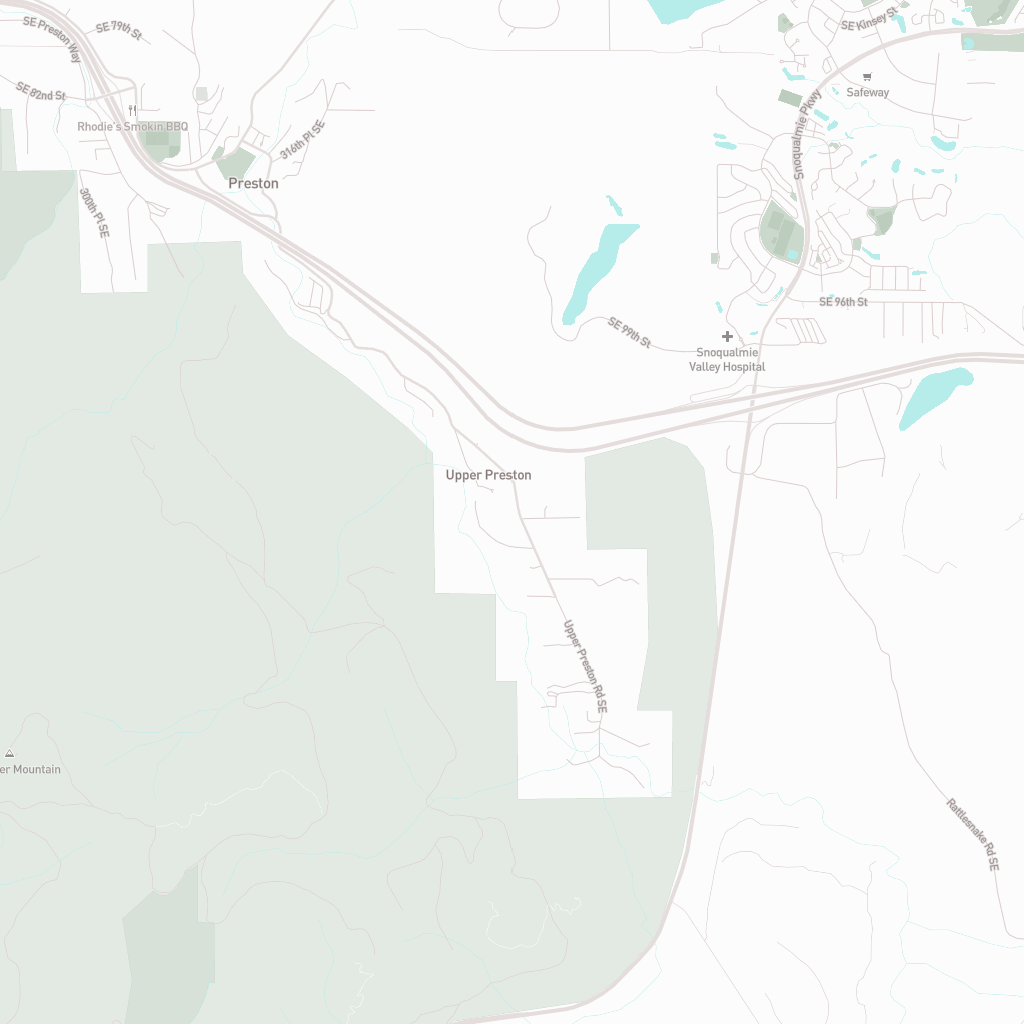 SE Kinsey St
SE Preston Way
SE 79th St
SE 82nd St
Safeway
Rhodie's Smokin BBQ
Snoqualmie Pkwy
316th Pl SE
Preston
300th Pl SE
SE 96th St
SE 99th St
Snoqualmie
Valley Hospital
Upper Preston
Upper Preston Rd SE
er Mountain
Rattlesnake Rd SE